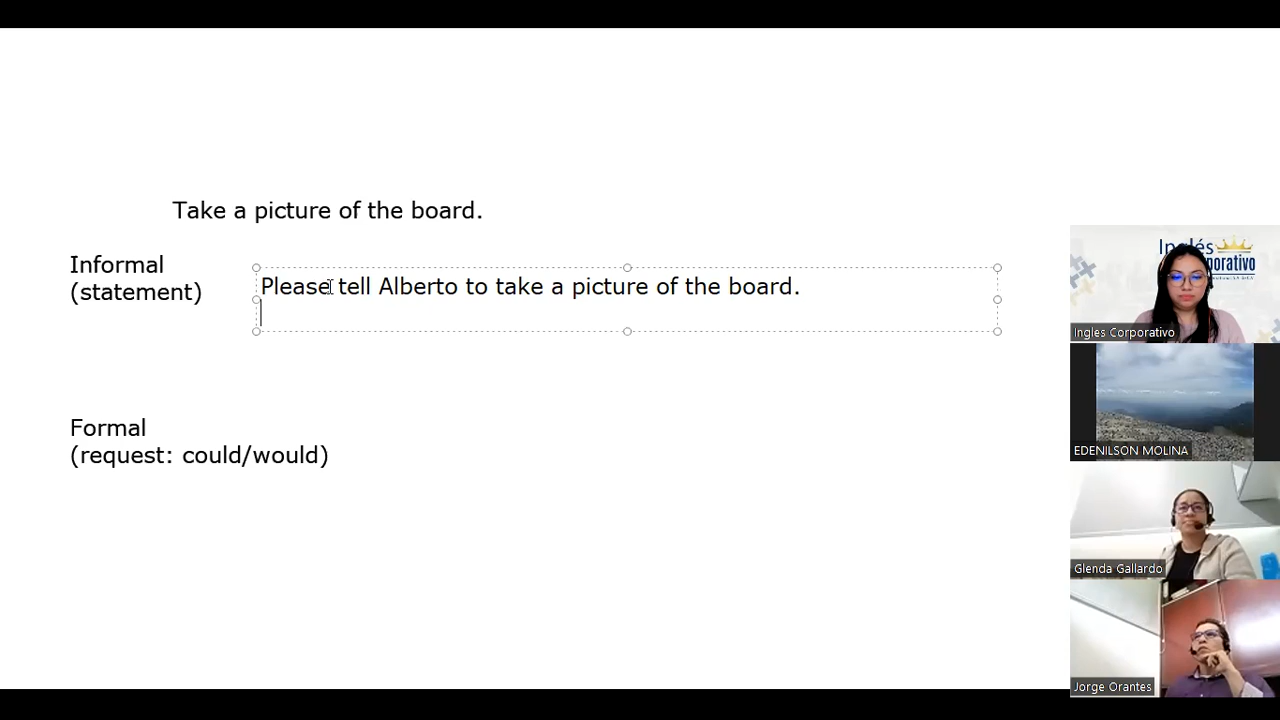 Take a picture of the board.
Informal
(statement)
Please tell Alberto to take a picture of the board.
Formal
(request: could/would)
Inglés
Corporativo
Ingles Corporativo
EDENILSON MOLINA
Glenda Gallardo
Jorge Orantes